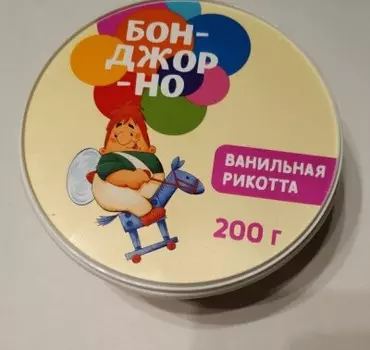 БОН-
ДЖОР
-НО
ВАНИЛЬНАЯ
РИКОТТА
200 г